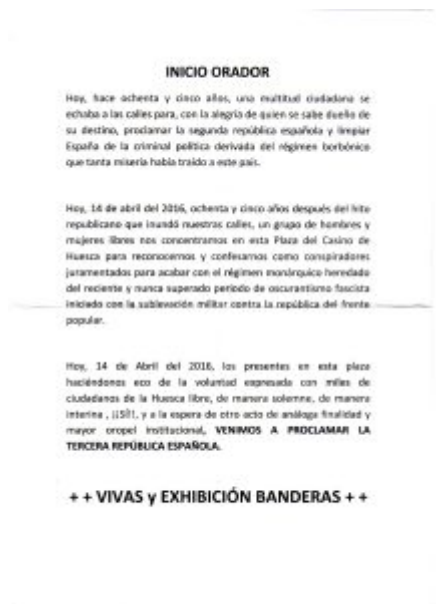 INICIO ORADOR
Hoy, hace ochenta y cinco años, una multitud ciudadana se
echaba a las calles para, con la alegría de quien se sabe dueño de
su destino, proclamar la segunda república española y limpiar
España de la criminal política derivada del régimen borbónico
que tanta miseria había traído a este país.
Hoy, 14 de abril del 2016, ochenta y cinco años después del hito
republicano que inundó nuestras calles, un grupo de hombres y
mujeres libres nos concentramos en esta Plaza del Casino de
Huesca para reconocernos y confesarnos como conspiradores
juramentados para acabar con el régimen monárquico heredado
del reciente y nunca superado periodo de oscurantismo fascista
iniciado con la sublevación militar contra la república del frente
popular.
Hoy, 14 de Abril del 2016, los presentes en esta plaza
haciéndonos eco de la voluntad expresada con miles de
ciudadanos de la Huesca libre, de manera solemne, de manera
interina , ¡¡SÍ!!, y a la espera de otro acto de análoga finalidad y
mayor oropel institucional, VENIMOS A PROCLAMAR LA
TERCERA REPÚBLICA ESPAÑOLA.
+ + VIVAS y EXHIBICIÓN BANDERAS + +